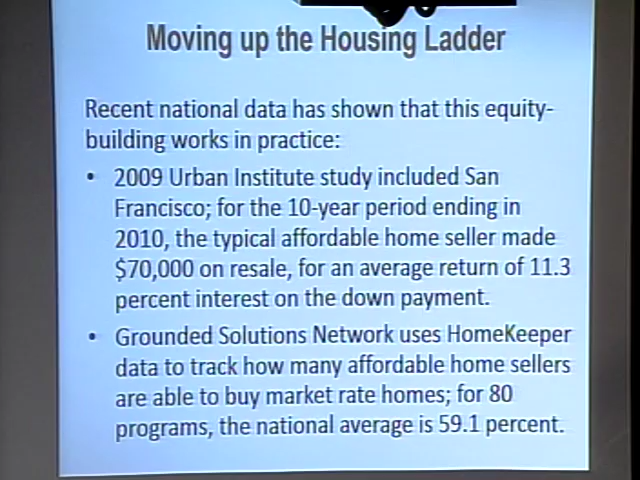 Moving up the Housing Ladder
Recent national data has shown that this equity-
building works in practice:
• 2009 Urban Institute study included San
Francisco; for the 10-year period ending in
2010, the typical affordable home seller made
$70,000 on resale, for an average return of 11.3
percent interest on the down payment.
• Grounded Solutions Network uses HomeKeeper
data to track how many affordable home sellers
are able to buy market rate homes; for 80
programs, the national average is 59.1 percent.